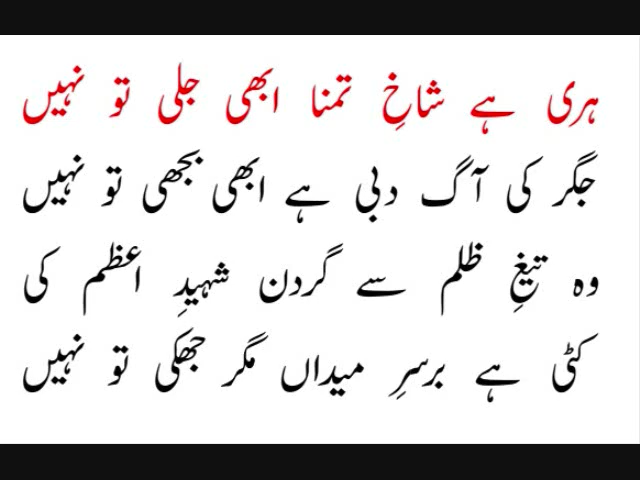 ہری ہے شاخِ تمنا ابھی جلی تو نہیں
جگر کی آگ دبی ہے ابھی بجھی تو نہیں
وہ تیغِ ظلم سے گردن شہیدِ اعظم کی
کٹی ہے برسرِ میداں مگر جھکی تو نہیں